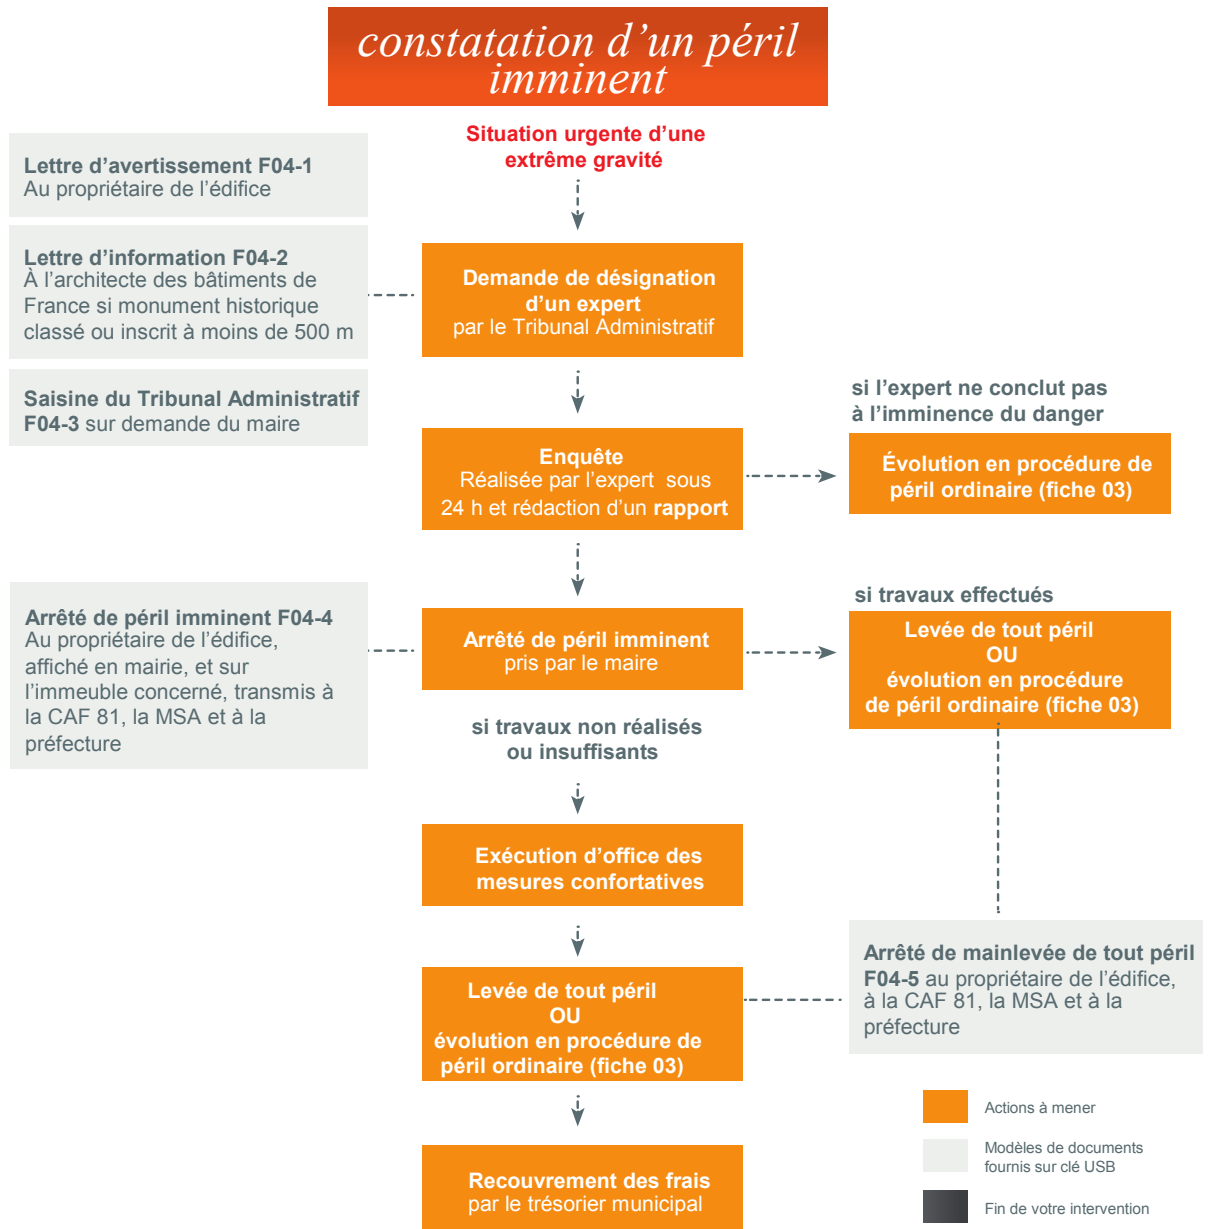 constatation d'un péril
imminent
Situation urgente d'une
extrême gravité
Lettre d'avertissement F04-1
Au propriétaire de l'édifice
Lettre d'information F04-2
À l'architecte des bâtiments de
France si monument historique
classé ou inscrit à moins de 500 m
Saisine du Tribunal Administratif
F04-3 sur demande du maire
Demande de désignation
d'un expert
par le Tribunal Administratif
Enquête
Réalisée par l'expert sous
24 h et rédaction d'un rapport
si l'expert ne conclut pas
à l'imminence du danger
Évolution en procédure de
péril ordinaire (fiche 03)
Arrêté de péril imminent F04-4
Au propriétaire de l'édifice,
affiché en mairie, et sur
l'immeuble concerné, transmis à
la CAF 81, la MSA et à la
préfecture
Arrêté de péril imminent
pris par le maire
si travaux effectués
Levée de tout péril
OU
évolution en procédure
de péril ordinaire (fiche 03)
si travaux non réalisés
ou insuffisants
Exécution d'office des
mesures confortatives
Levée de tout péril
OU
évolution en procédure de
péril ordinaire (fiche 03)
Arrêté de mainlevée de tout péril
F04-5 au propriétaire de l'édifice,
à la CAF 81, la MSA et à la
préfecture
Recouvrement des frais
par le trésorier municipal
Actions à mener
Modèles de documents
fournis sur clé USB
Fin de votre intervention